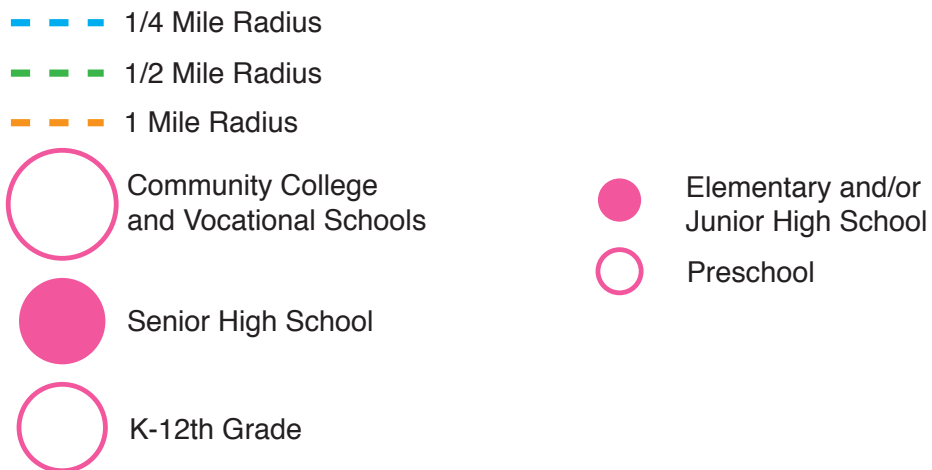 1/4 Mile Radius
1/2 Mile Radius
1 Mile Radius
Community College
and Vocational Schools
Senior High School
K-12th Grade
Elementary and/or
Junior High School
Preschool